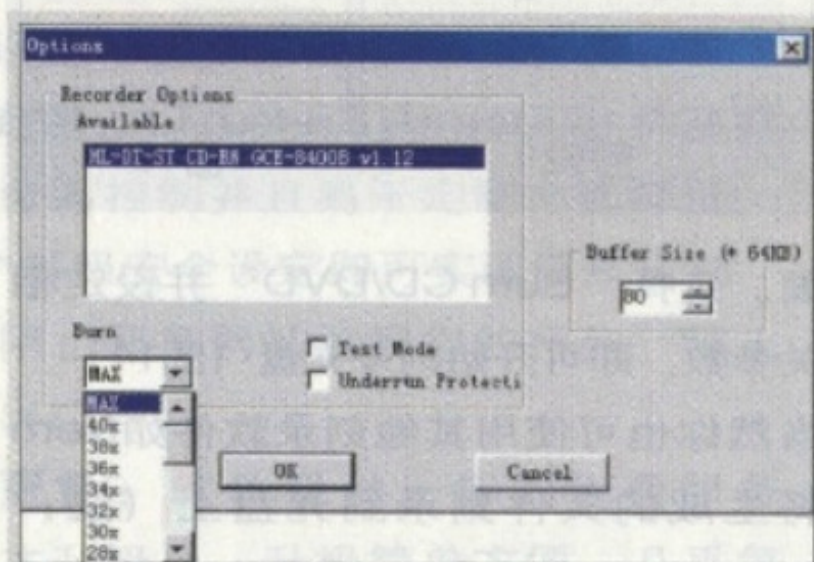 Options
Recorder Options
Available
HL-DT-ST CD-RW GCE-8400B v1.12
Buffer Size (* 64KB)
80
Burn
MAX
Test Mode
Underrun Protecti
MAX
40x
38x
36x
34x
32x
30x
28x
OK
Cancel